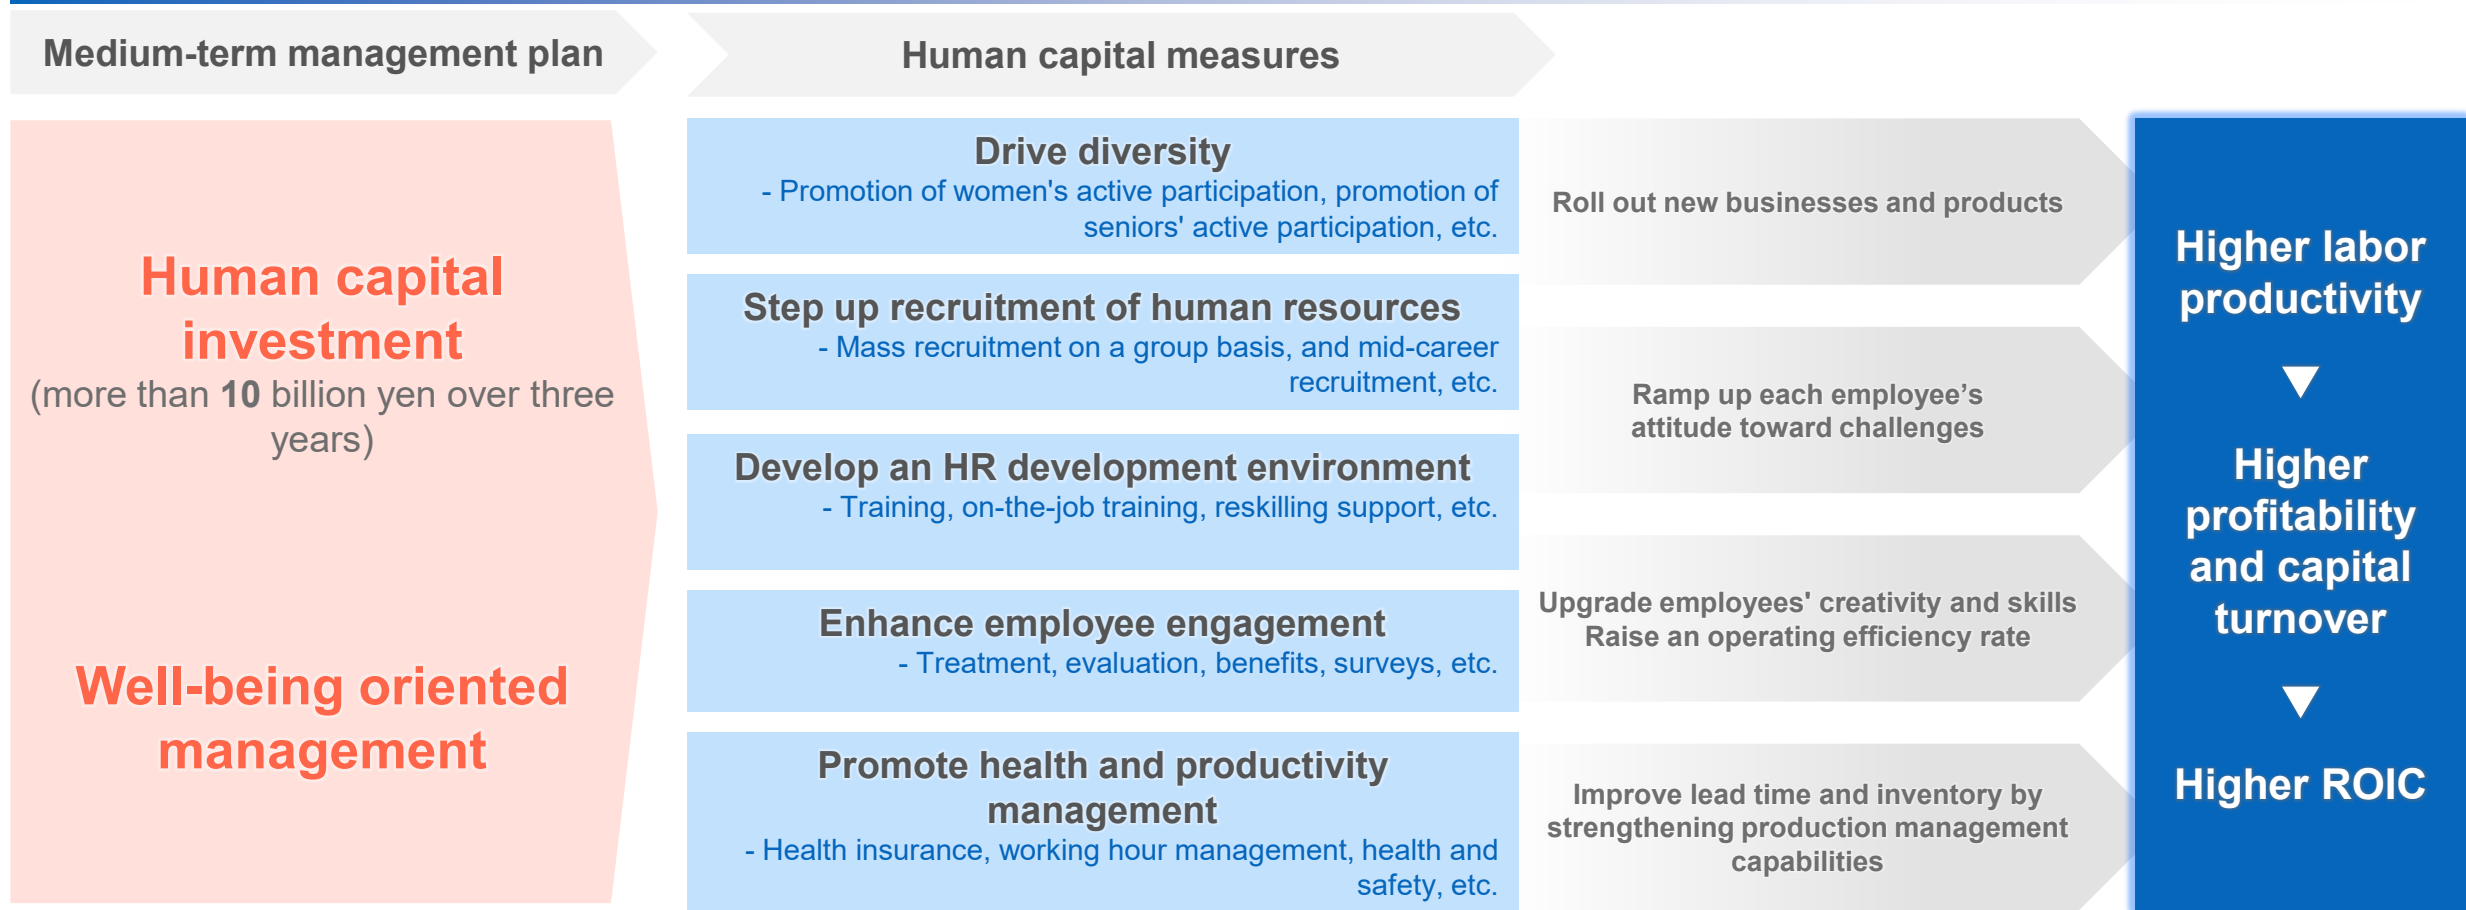 Medium-term management plan
Human capital measures
Human capital
investment
(more than 10 billion yen over three
years)
Well-being oriented
management
Drive diversity
- Promotion of women's active participation, promotion of
seniors' active participation, etc.
Step up recruitment of human resources
- Mass recruitment on a group basis, and mid-career
recruitment, etc.
Develop an HR development environment
- Training, on-the-job training, reskilling support, etc.
Enhance employee engagement
- Treatment, evaluation, benefits, surveys, etc.
Promote health and productivity
management
- Health insurance, working hour management, health and
safety, etc.
Roll out new businesses and products
Ramp up each employee’s
attitude toward challenges
Upgrade employees' creativity and skills
Raise an operating efficiency rate
Improve lead time and inventory by
strengthening production management
capabilities
Higher labor
productivity
▼
Higher
profitability
and capital
turnover
▼
Higher ROIC